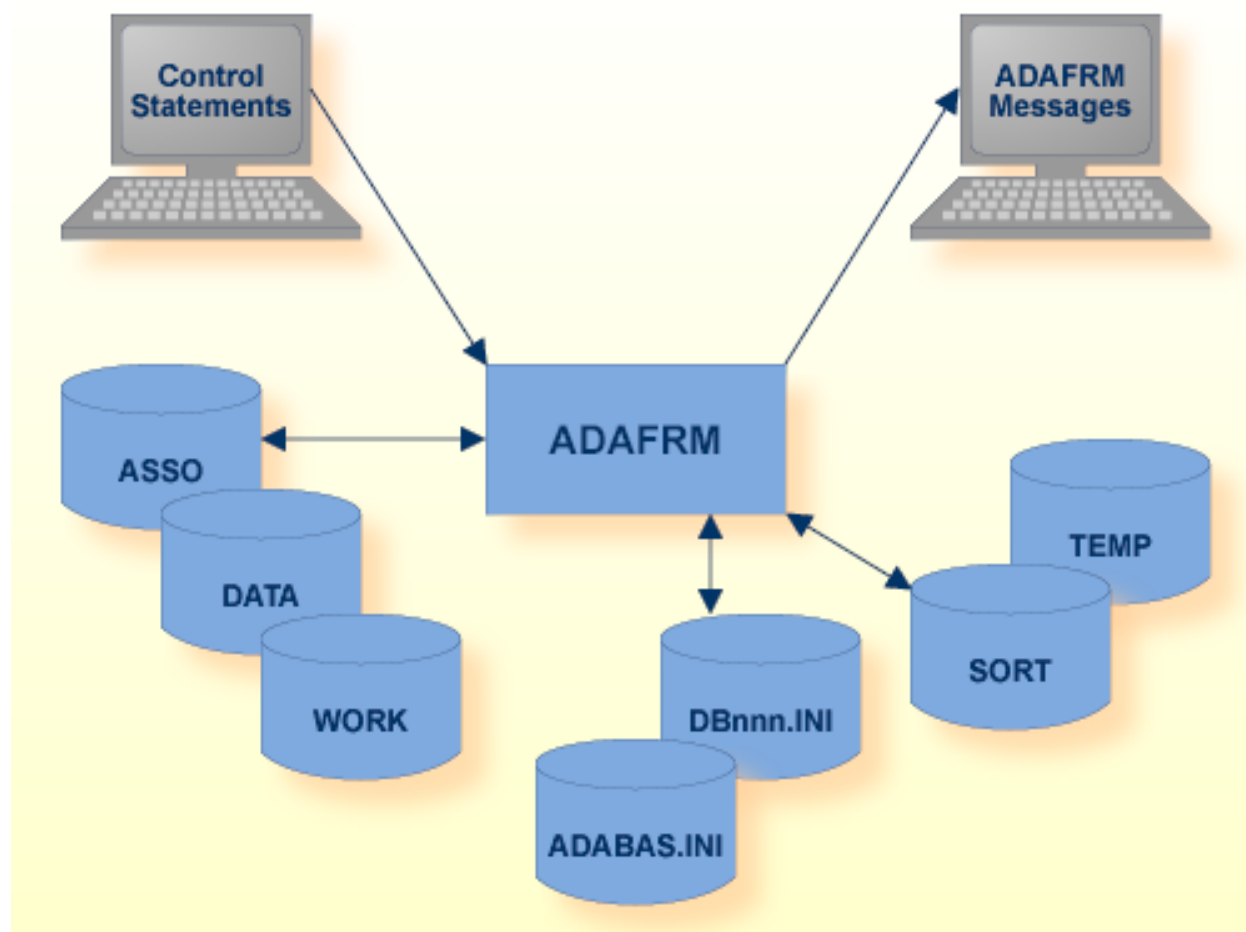 Control
Statements
ADAFRM
Messages
ADAFRM
ASSO
DATA
WORK
TEMP
SORT
DBnnn.INI
ADABAS.INI